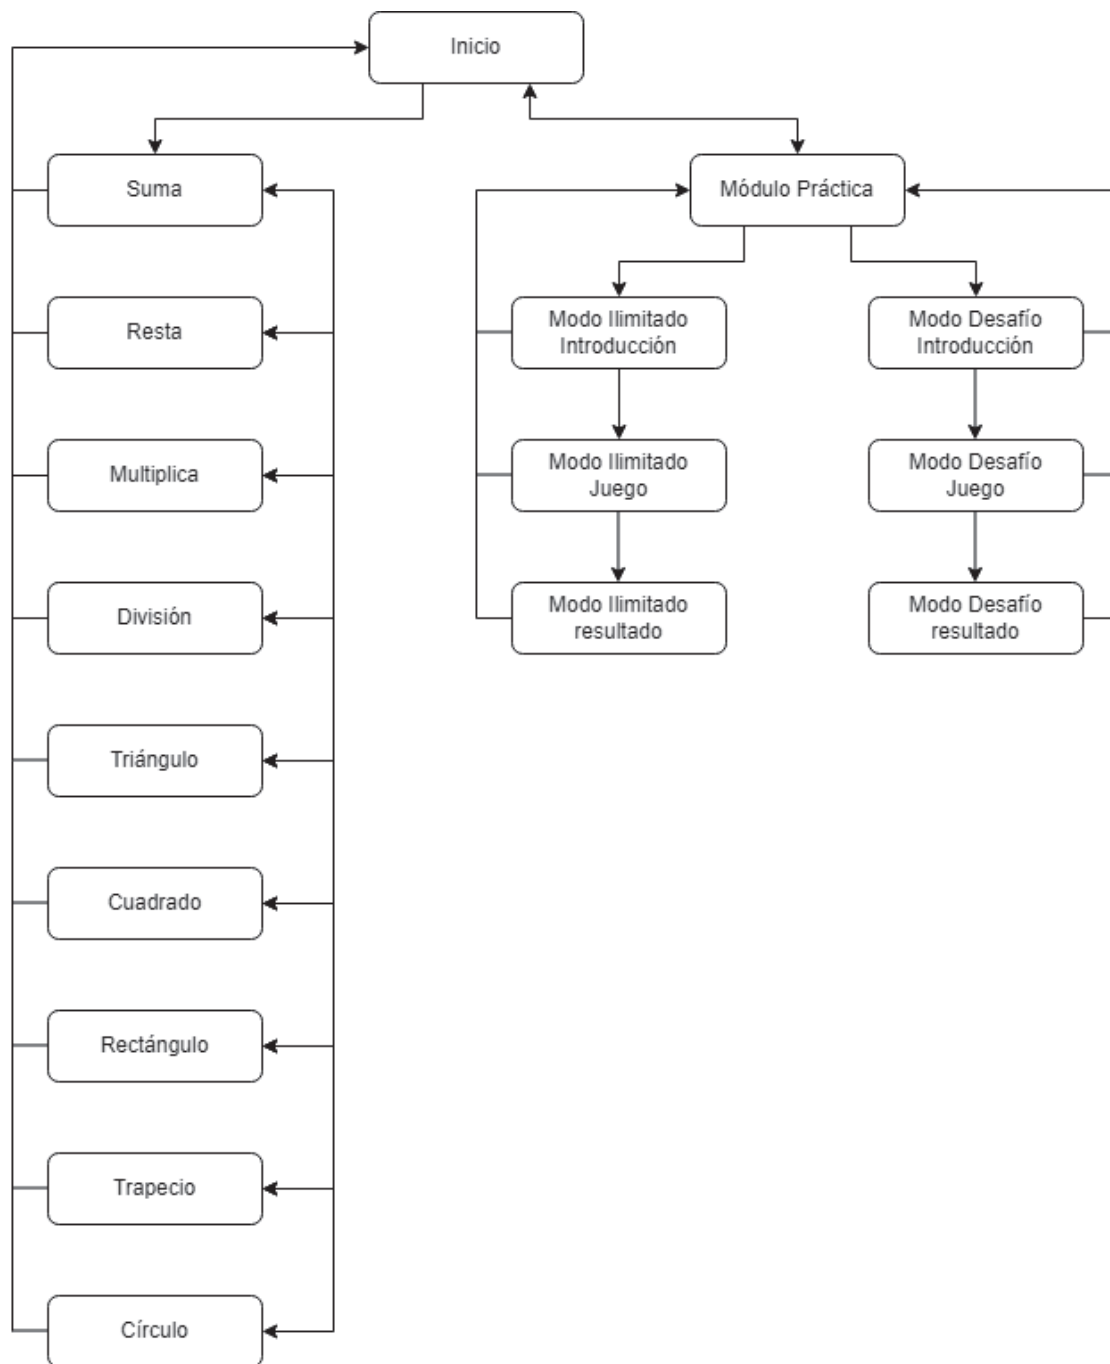 Inicio
Suma
Módulo Práctica
Resta
Modo Ilimitado
Introducción
Modo Desafío
Introducción
Multiplica
Modo Ilimitado
Juego
Modo Desafío
Juego
División
Modo Ilimitado
resultado
Modo Desafío
resultado
Triángulo
Cuadrado
Rectángulo
Trapecio
Círculo